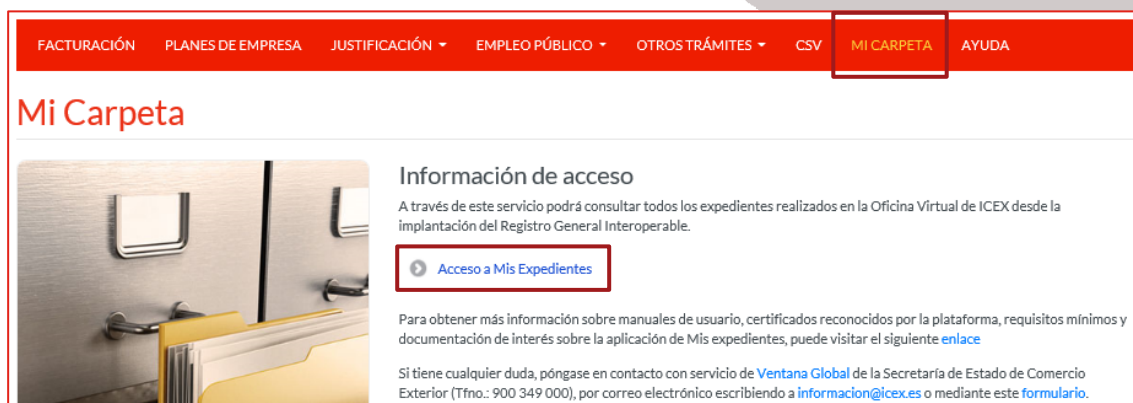 FACTURACIÓN PLANES DE EMPRESA JUSTIFICACIÓN EMPLEO PÚBLICO OTROS TRÁMITES CSV MI CARPETA AYUDA
Mi Carpeta
Información de acceso
A través de este servicio podrá consultar todos los expedientes realizados en la Oficina Virtual de ICEX desde la
implantación del Registro General Interoperable.
Acceso a Mis Expedientes
Para obtener más información sobre manuales de usuario, certificados reconocidos por la plataforma, requisitos mínimos y
documentación de interés sobre la aplicación de Mis expedientes, puede visitar el siguiente enlace
Si tiene cualquier duda, póngase en contacto con servicio de Ventana Global de la Secretaría de Estado de Comercio
Exterior (Tfno.: 900 349 000), por correo electrónico escribiendo a informacion@icex.es o mediante este formulario.